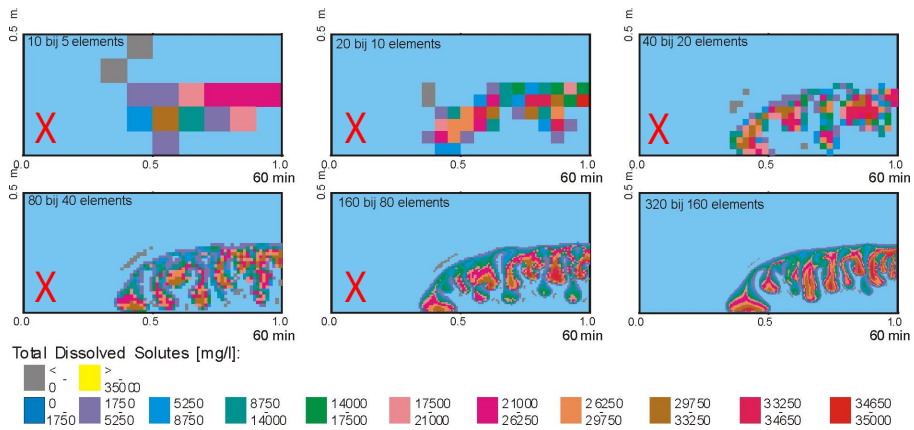 0.5 m.
10 bij 5 elements
X
0.0 0.5 1.0
60 min
0.5 m.
20 bij 10 elements
X
0.0 0.5 1.0
60 min
0.5 m.
40 bij 20 elements
X
0.0 0.5 1.0
60 min
0.5 m.
80 bij 40 elements
X
0.0 0.5 1.0
60 min
0.5 m.
160 bij 80 elements
X
0.0 0.5 1.0
60 min
0.5 m.
320 bij 160 elements
0.0 0.5 1.0
60 min
Total Dissolved Solutes [mg/l]:
< - 0
> - 35000
0 - 1750
1750 - 5250
5250 - 8750
8750 - 14000
14000 - 17500
17500 - 21000
21000 - 26250
26250 - 29750
29750 - 33250
33250 - 34650
34650 - 35000